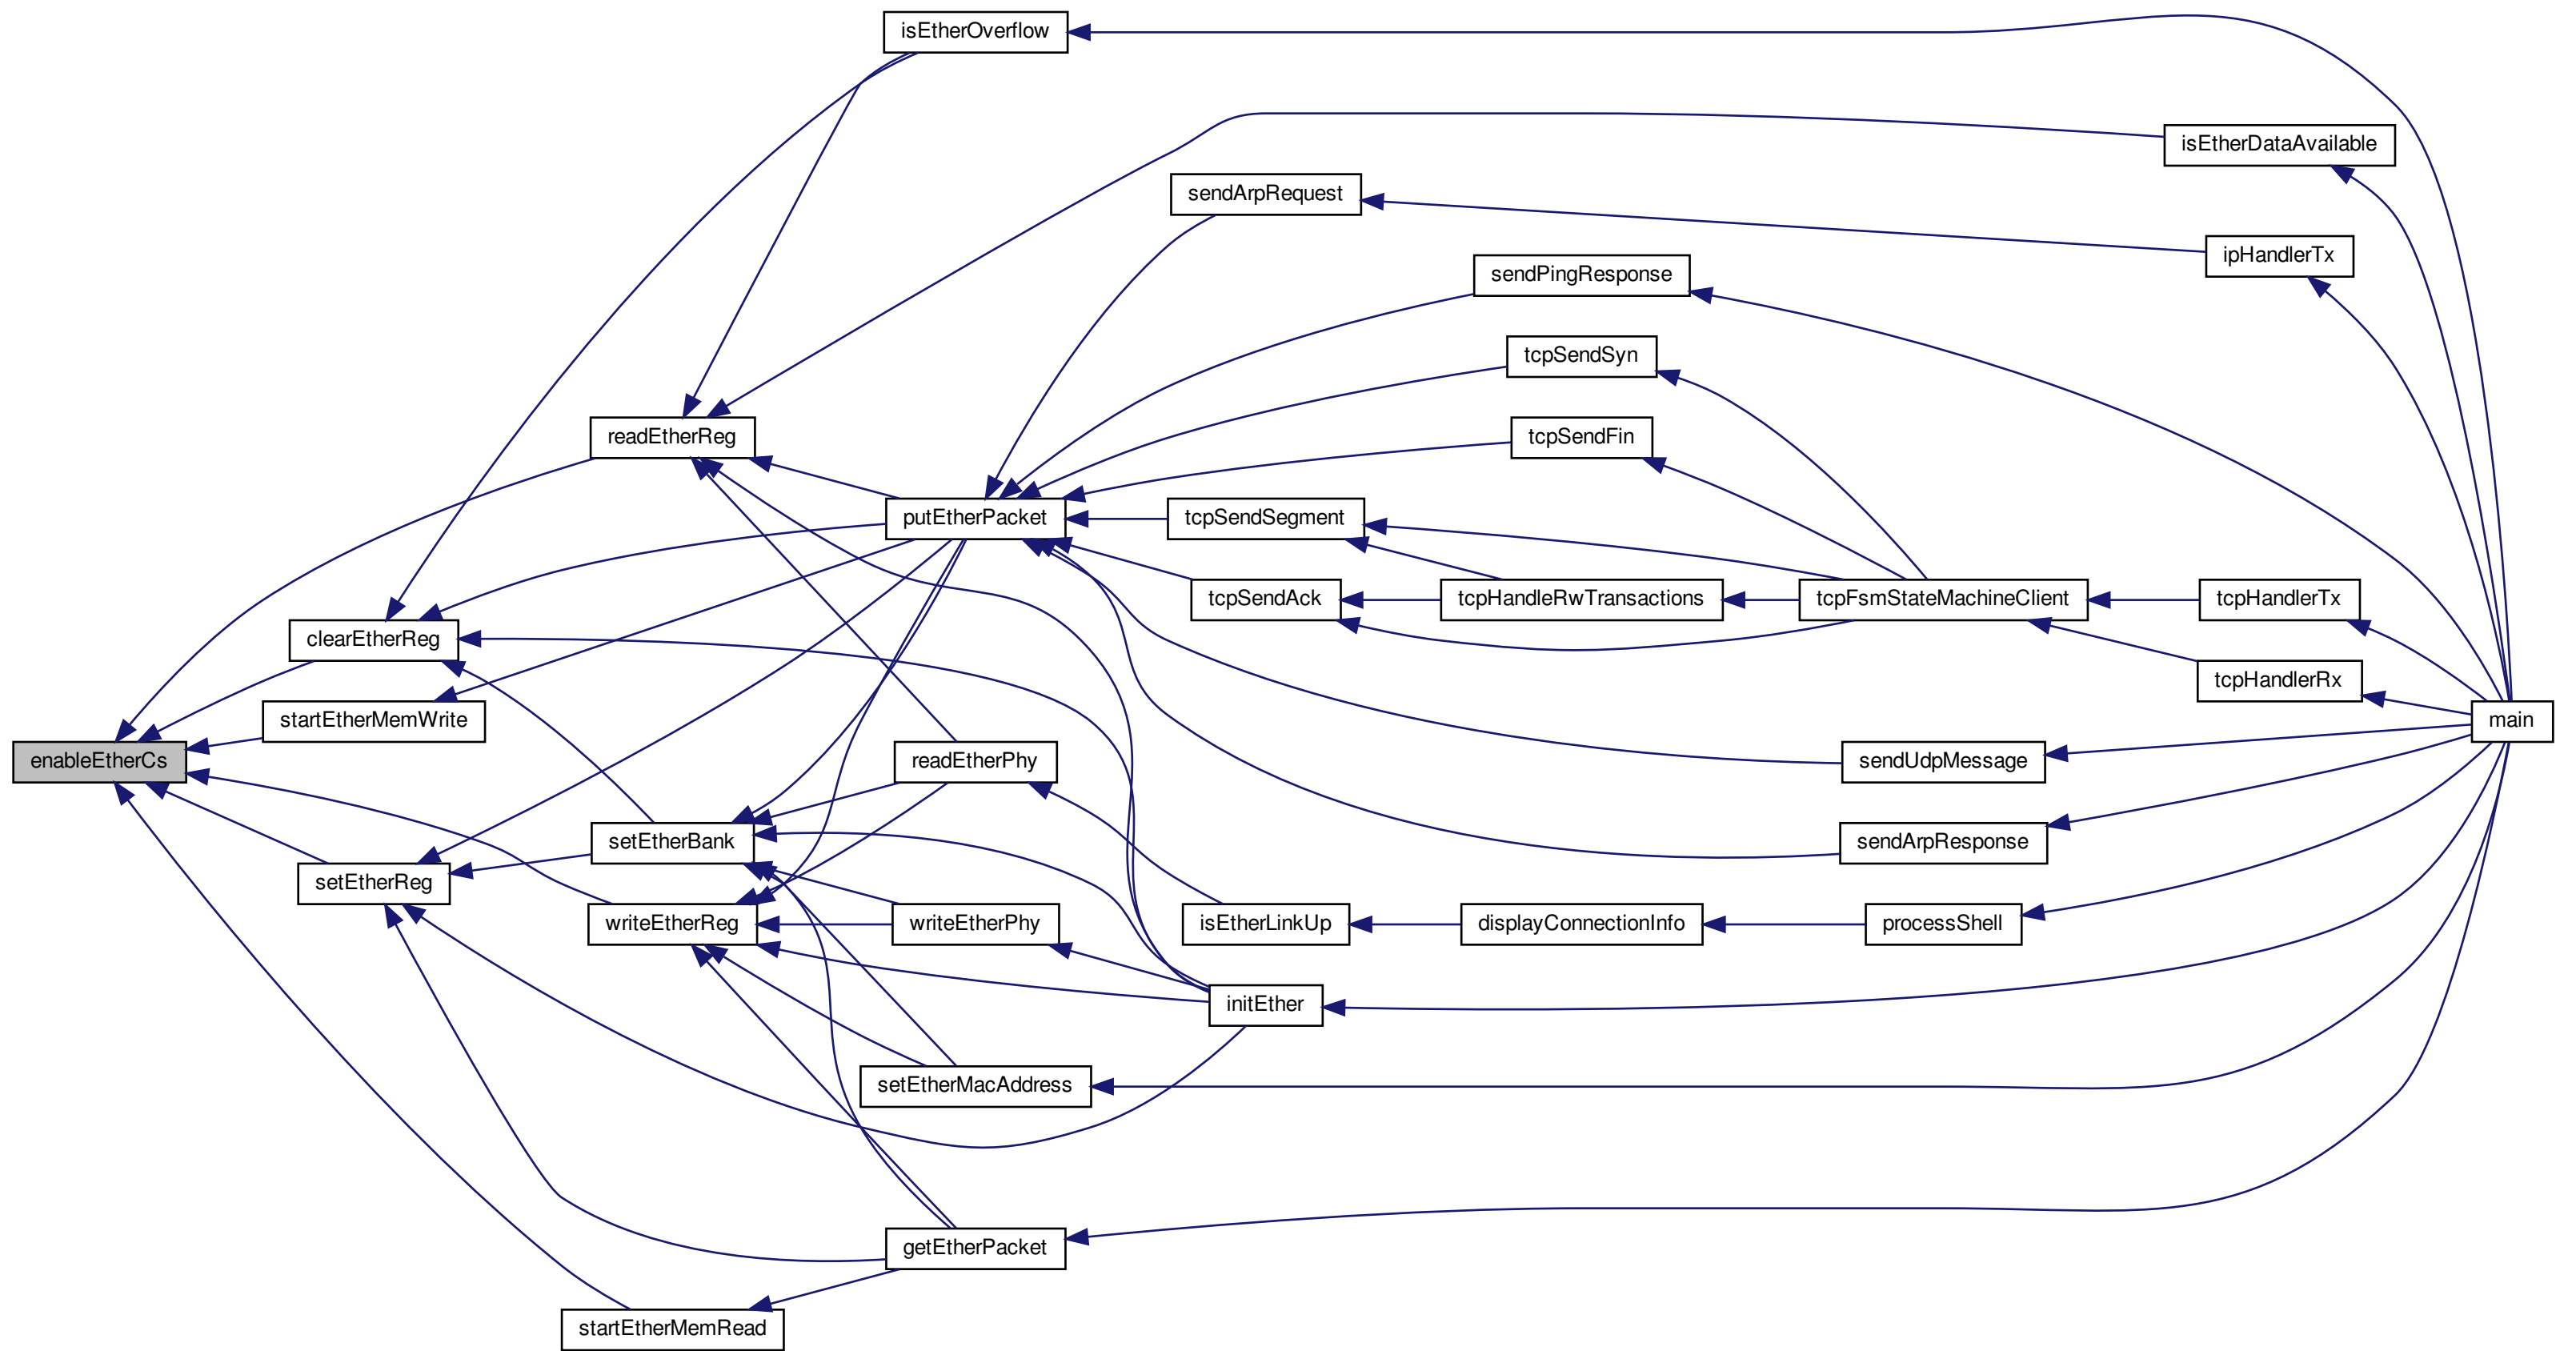 isEtherOverflow
isEtherDataAvailable
sendArpRequest
ipHandlerTx
sendPingResponse
tcpSendSyn
tcpSendFin
readEtherReg
putEtherPacket
tcpSendSegment
tcpSendAck
tcpHandleRwTransactions
tcpFsmStateMachineClient
tcpHandlerTx
clearEtherReg
tcpHandlerRx
startEtherMemWrite
main
enableEtherCs
readEtherPhy
sendUdpMessage
setEtherBank
sendArpResponse
setEtherReg
writeEtherReg
writeEtherPhy
isEtherLinkUp
displayConnectionInfo
processShell
initEther
setEtherMacAddress
getEtherPacket
startEtherMemRead